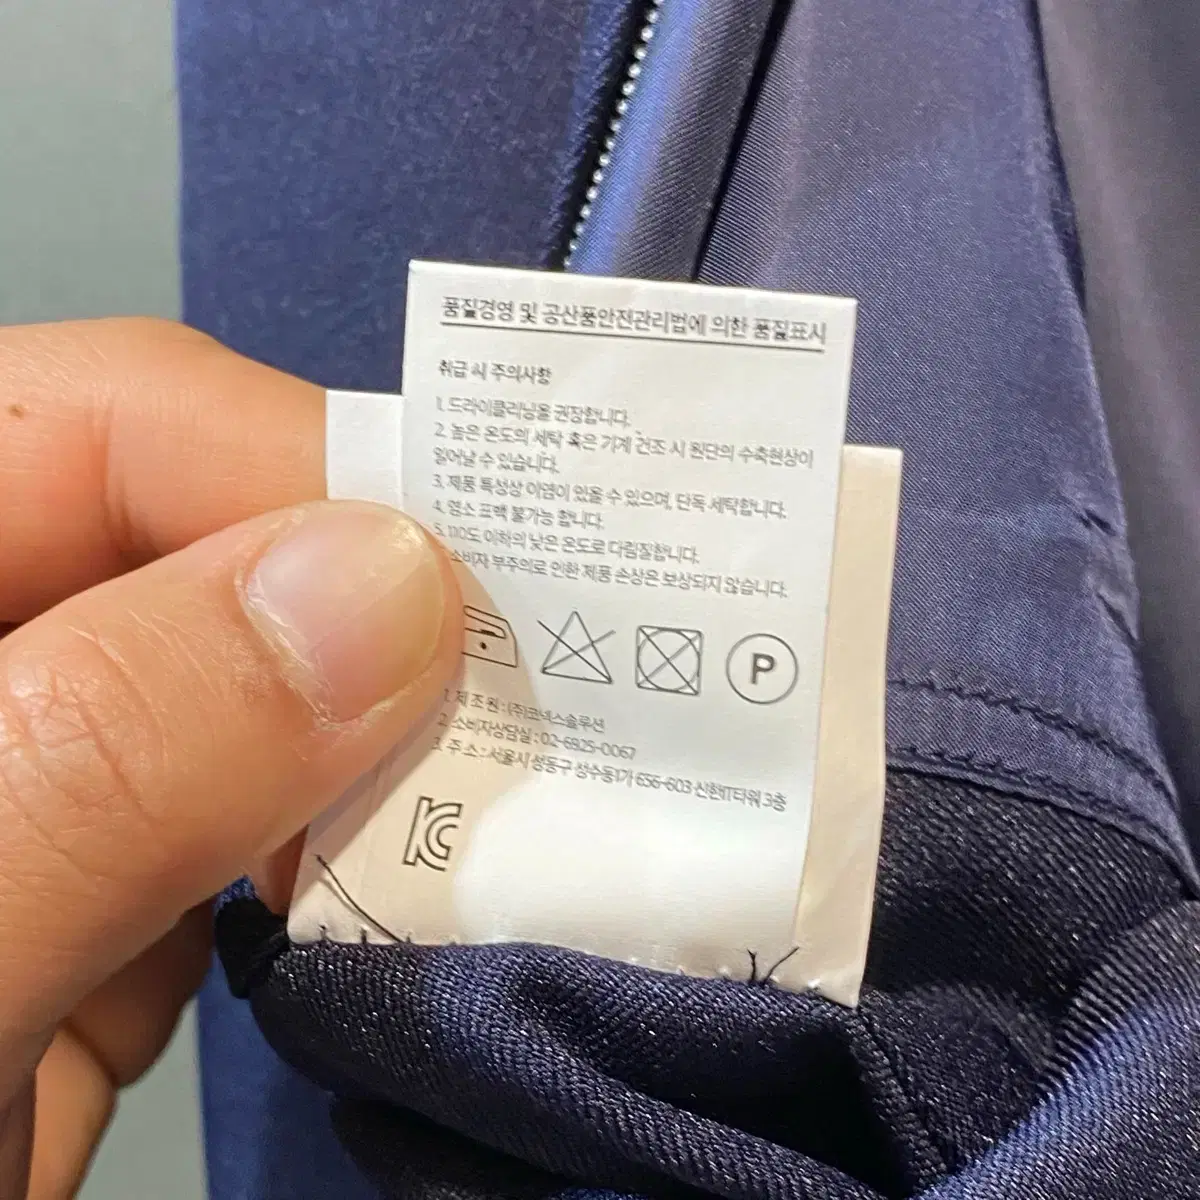 품질경영 및 공산품안전관리법에 의한 품질표시
취급 시 주의사항
1. 드라이클리닝을 권장합니다.
2. 높은 온도의 세탁 혹은 기계 건조 시 원단의 수축현상이
일어날 수 있습니다.
3. 제품 특성상 이염이 있을 수 있으며, 단독 세탁합니다.
4. 염소 표백 불가능 합니다.
5. 110도 이하의 낮은 온도로 다림질합니다.
소비자 부주의로 인한 제품 손상은 보상되지 않습니다.
P
1. 제 조 원 : (주)코넥스솔루션
2. 소비자상담실 : 02-6925-0067
3. 주 소 : 서울시 성동구 성수동1가 656-603 신한IT타워 3층
KC